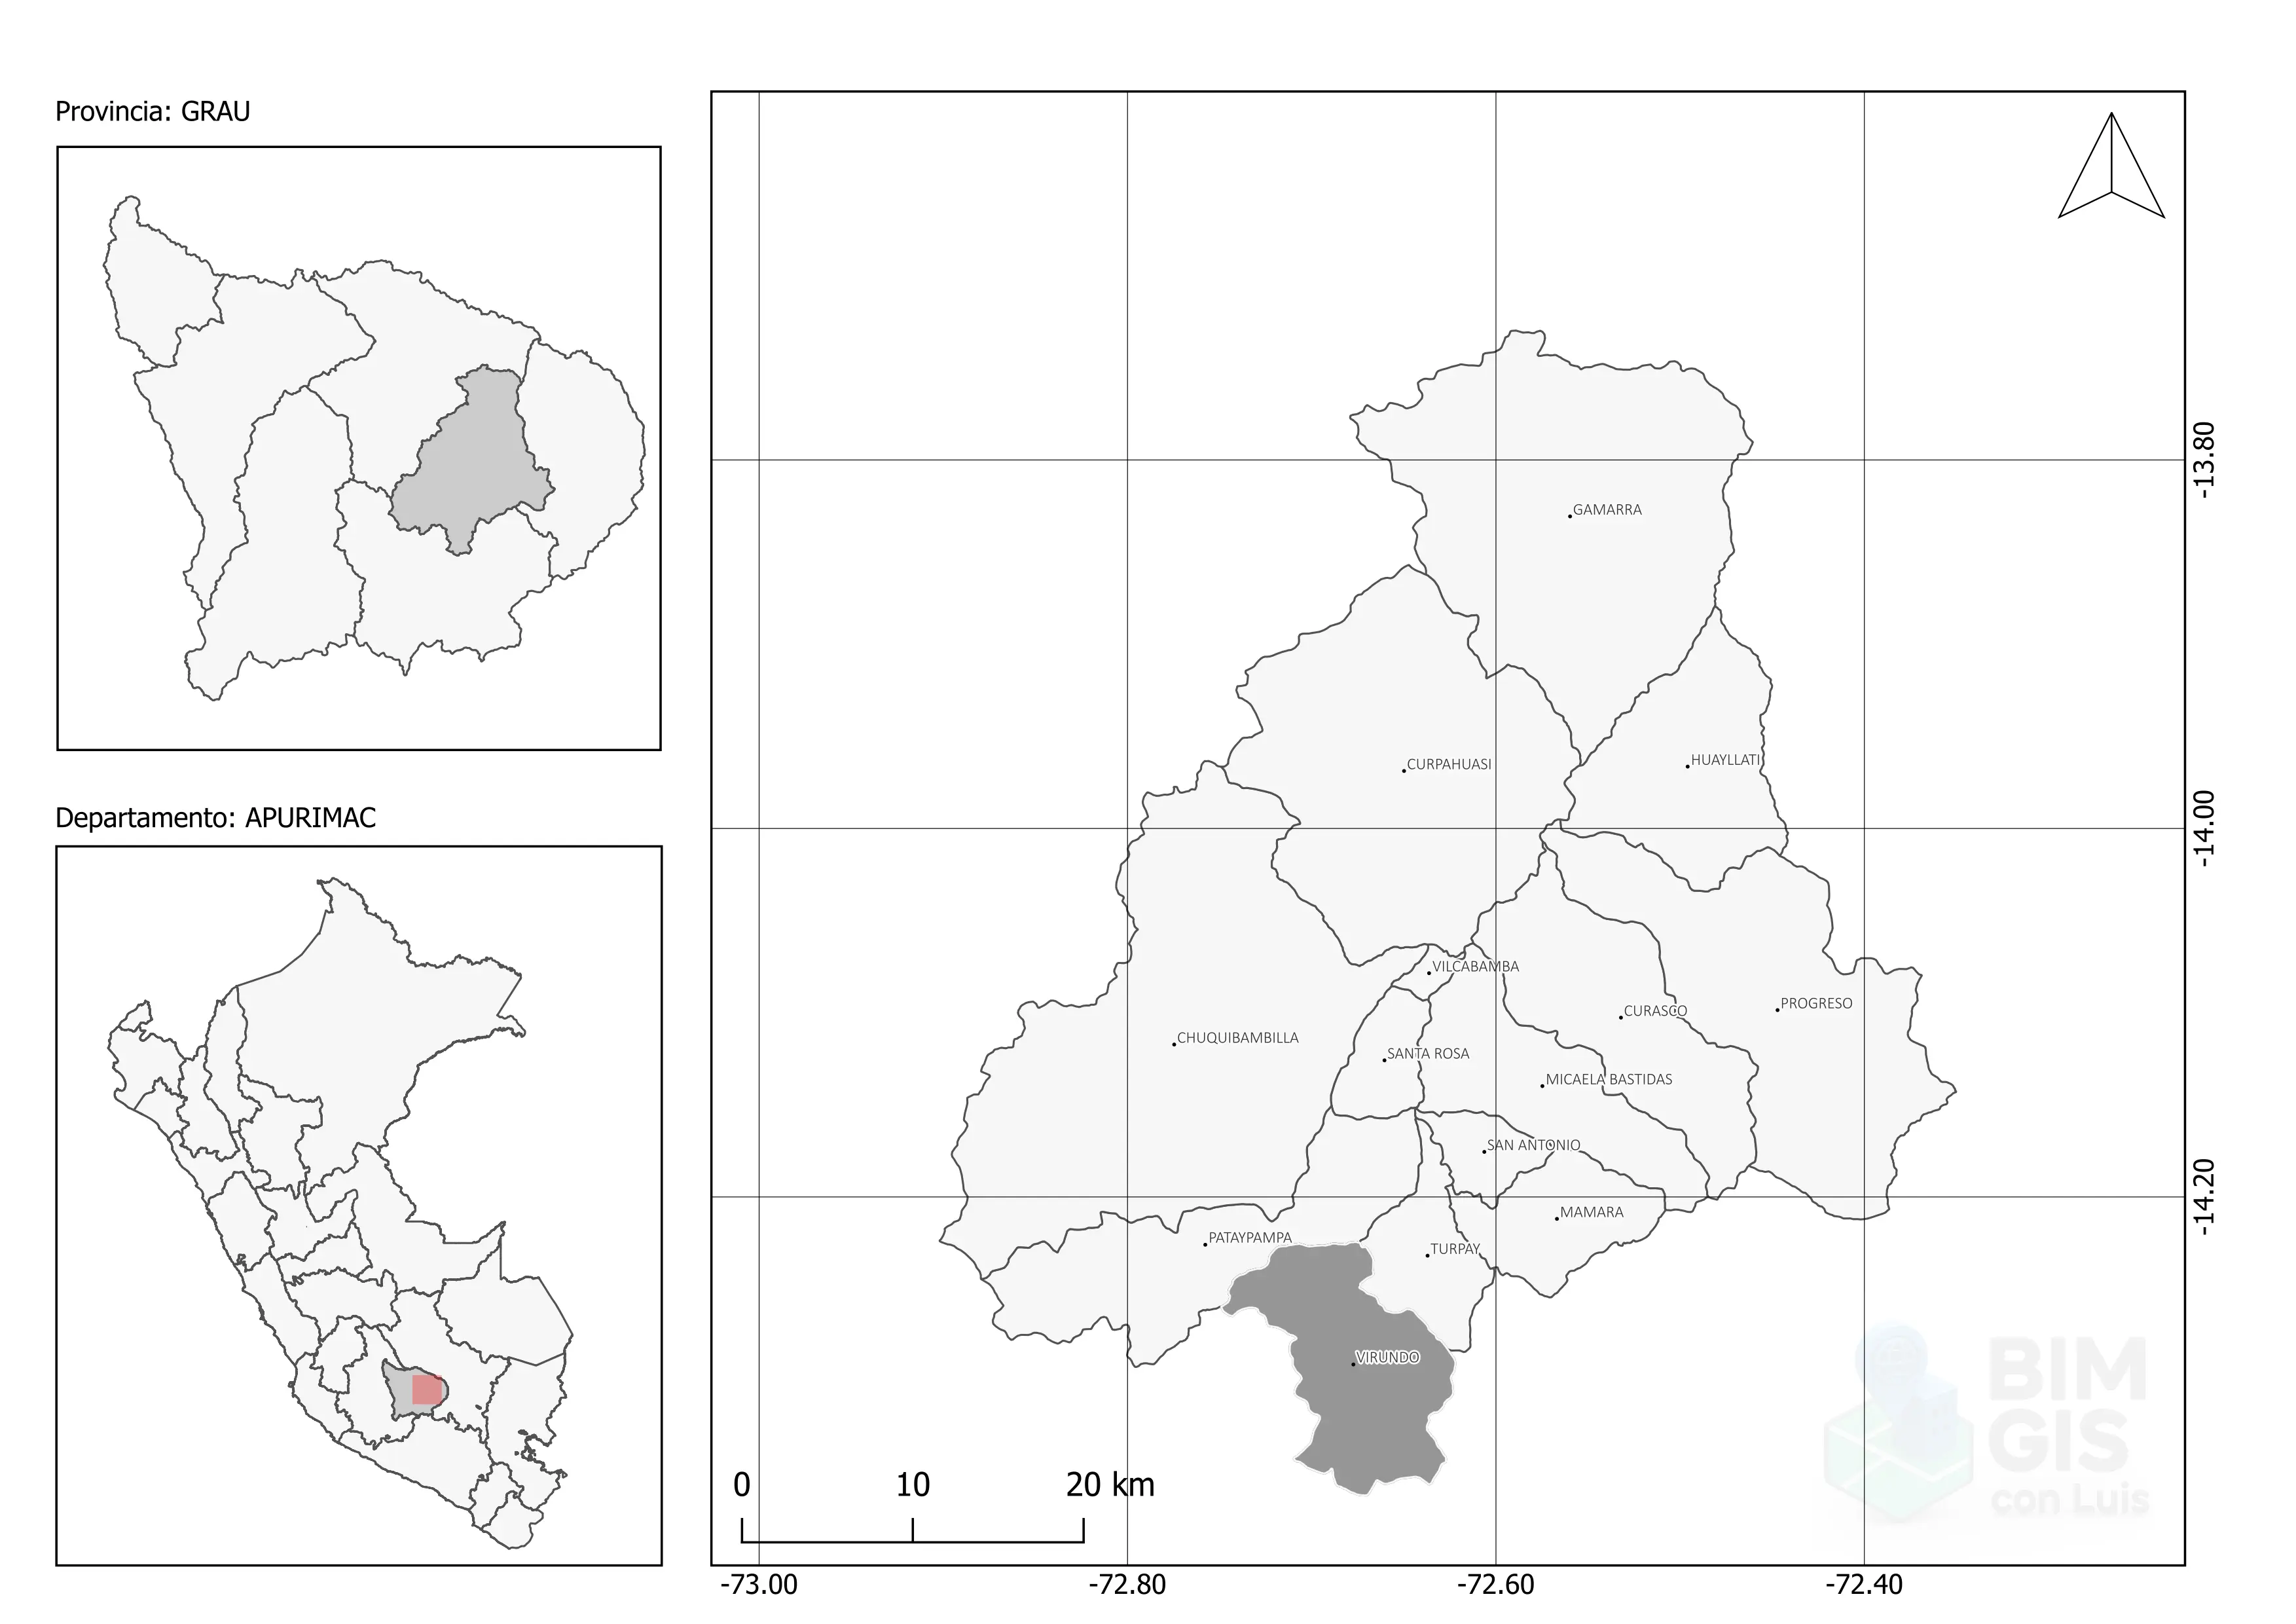 Provincia: GRAU
Departamento: APURIMAC
GAMARRA
CURPAHUASI
HUAYLLATI
VILCABAMBA
CHUQUIBAMBILLA
SANTA ROSA
CURASCO
PROGRESO
MICAELA BASTIDAS
SAN ANTONIO
MAMARA
PATAYPAMPA
TURPAY
VIRUNDO
-13.80
-14.00
-14.20
0 10 20 km
-73.00 -72.80 -72.60 -72.40
BIM
GIS
con Luis